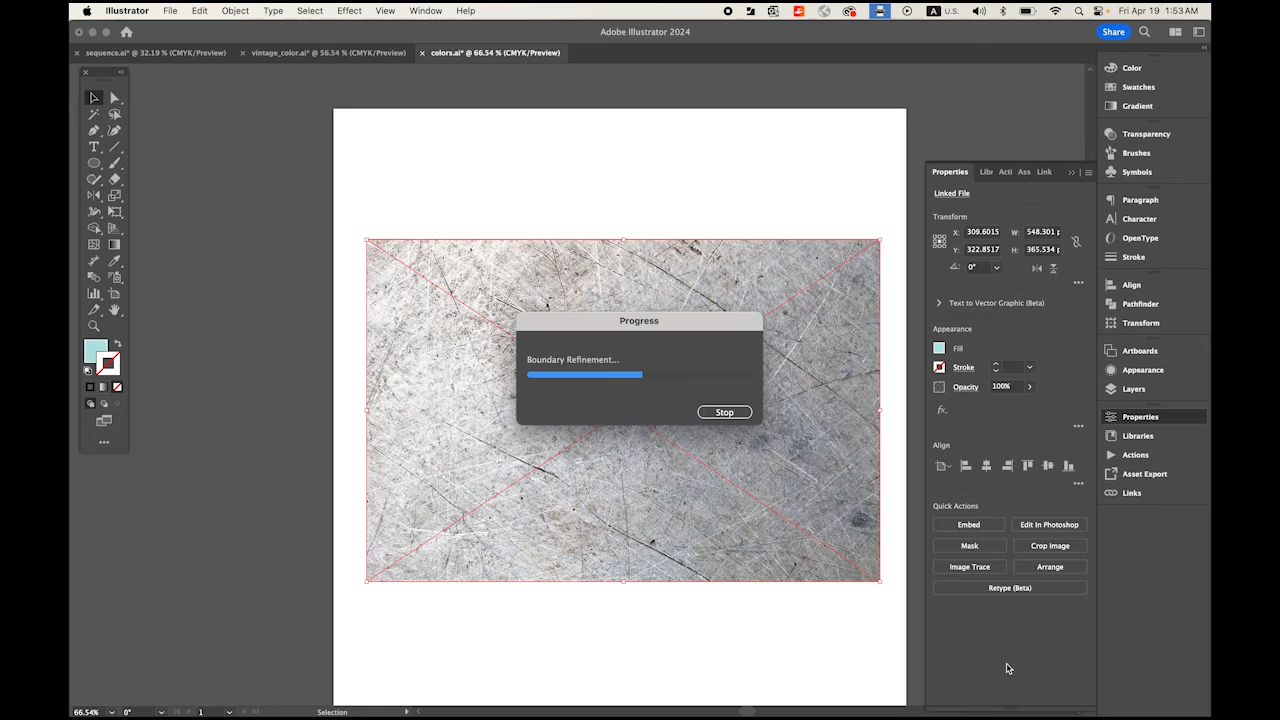 Illustrator File Edit Object Type Select Effect View Window Help A U.S. Fri Apr 19 1:53 AM
Adobe Illustrator 2024 Share
sequence.ai* @ 32.19 % (CMYK/Preview) vintage_color.ai* @ 56.54 % (CMYK/Preview) colors.ai* @ 66.54 % (CMYK/Preview)
Color
Swatches
Gradient
Transparency
Brushes
Symbols
Paragraph
Character
OpenType
Stroke
Align
Pathfinder
Transform
Artboards
Appearance
Layers
Properties
Libraries
Actions
Asset Export
Links
Properties Libr Acti Ass Link
Linked File
Transform
X: 309.6015 W: 548.301 p
Y: 322.8517 H: 365.534 p
0°
Text to Vector Graphic (Beta)
Appearance
Fill
Stroke
Opacity 100%
fx
Align
Quick Actions
Embed Edit In Photoshop
Mask Crop Image
Image Trace Arrange
Retype (Beta)
Progress
Boundary Refinement...
Stop
66.54% 0° 1 Selection